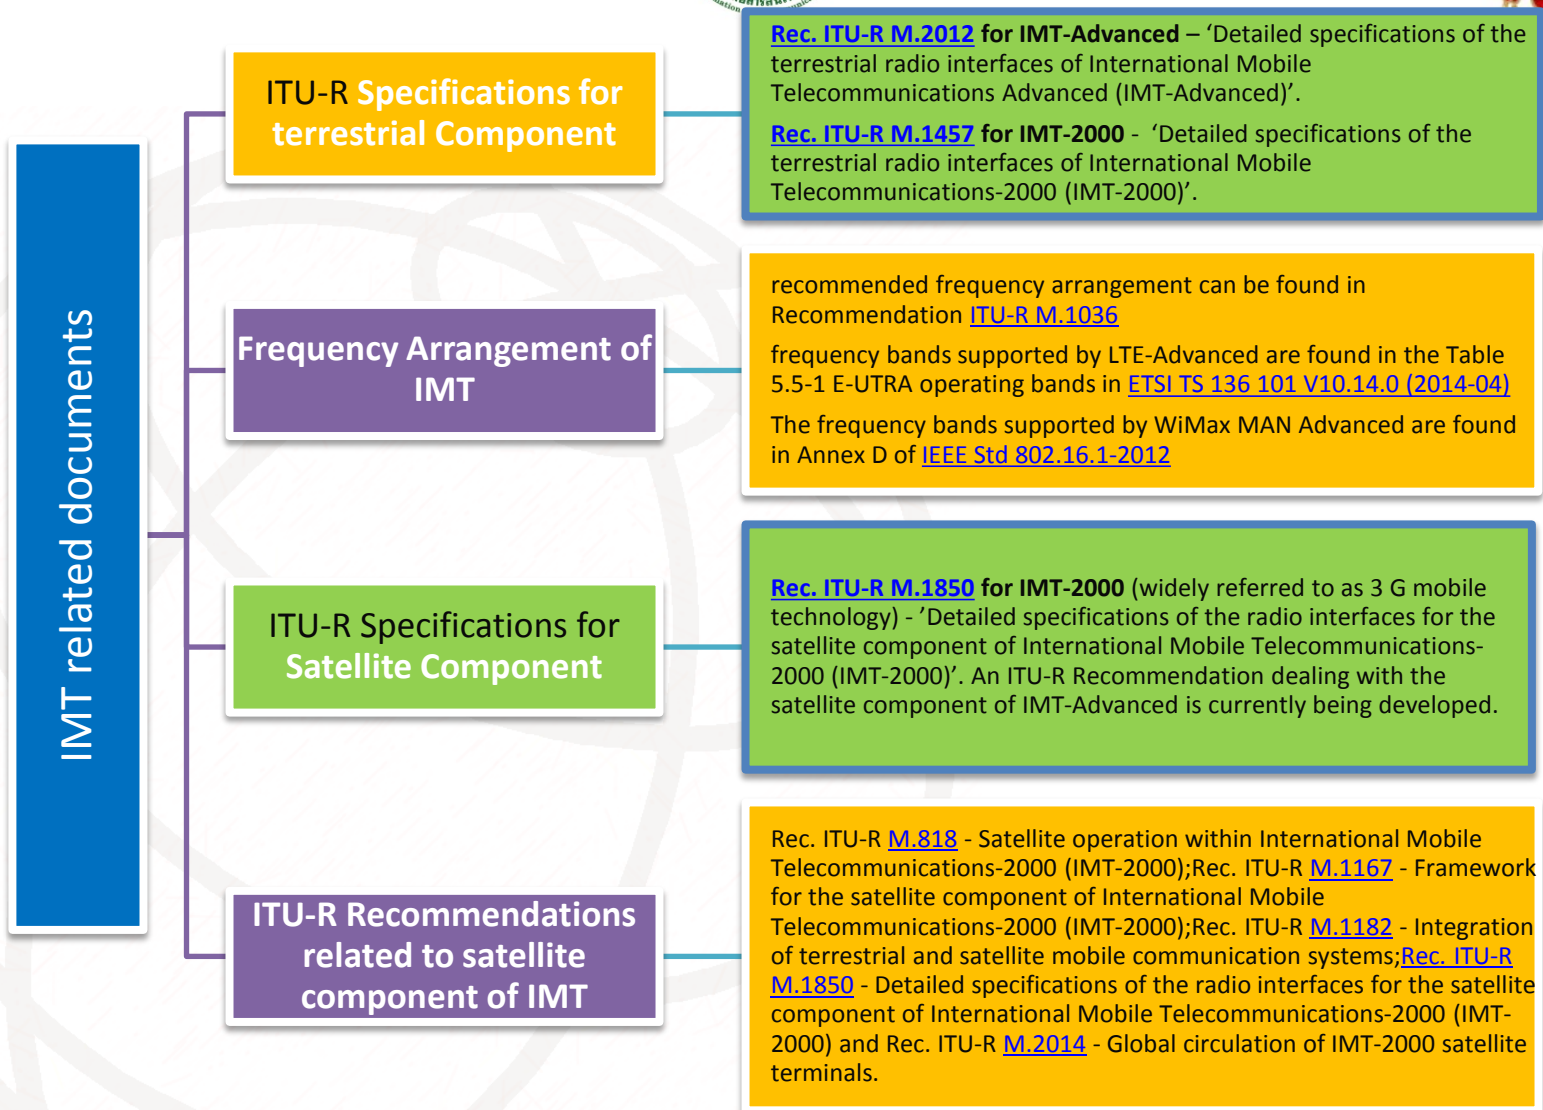 IMT related documents
ITU-R Specifications for
terrestrial Component
Rec. ITU-R M.2012 for IMT-Advanced – ‘Detailed specifications of the
terrestrial radio interfaces of International Mobile
Telecommunications Advanced (IMT-Advanced)’.
Rec. ITU-R M.1457 for IMT-2000 - ‘Detailed specifications of the
terrestrial radio interfaces of International Mobile
Telecommunications-2000 (IMT-2000)’.
Frequency Arrangement of
IMT
recommended frequency arrangement can be found in
Recommendation ITU-R M.1036
frequency bands supported by LTE-Advanced are found in the Table
5.5-1 E-UTRA operating bands in ETSI TS 136 101 V10.14.0 (2014-04)
The frequency bands supported by WiMax MAN Advanced are found
in Annex D of IEEE Std 802.16.1-2012
ITU-R Specifications for
Satellite Component
Rec. ITU-R M.1850 for IMT-2000 (widely referred to as 3 G mobile
technology) - ’Detailed specifications of the radio interfaces for the
satellite component of International Mobile Telecommunications-
2000 (IMT-2000)’. An ITU-R Recommendation dealing with the
satellite component of IMT-Advanced is currently being developed.
ITU-R Recommendations
related to satellite
component of IMT
Rec. ITU-R M.818 - Satellite operation within International Mobile
Telecommunications-2000 (IMT-2000);Rec. ITU-R M.1167 - Framework
for the satellite component of International Mobile
Telecommunications-2000 (IMT-2000);Rec. ITU-R M.1182 - Integration
of terrestrial and satellite mobile communication systems;Rec. ITU-R
M.1850 - Detailed specifications of the radio interfaces for the satellite
component of International Mobile Telecommunications-2000 (IMT-
2000) and Rec. ITU-R M.2014 - Global circulation of IMT-2000 satellite
terminals.